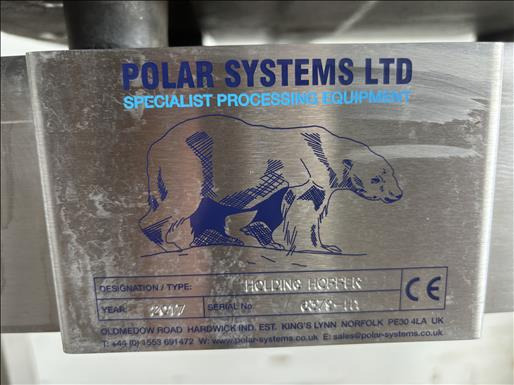 POLAR SYSTEMS LTD
SPECIALIST PROCESSING EQUIPMENT
DESIGNATION / TYPE: HOLDING HOPPER
YEAR: 2017 SERIAL No.
CE
OLDMEDOW ROAD HARDWICK IND. EST. KING'S LYNN NORFOLK PE30 4LA UK
T: +44 (0) 1553 691472 W: www.polar-systems.co.uk E: sales@polar-systems.co.uk